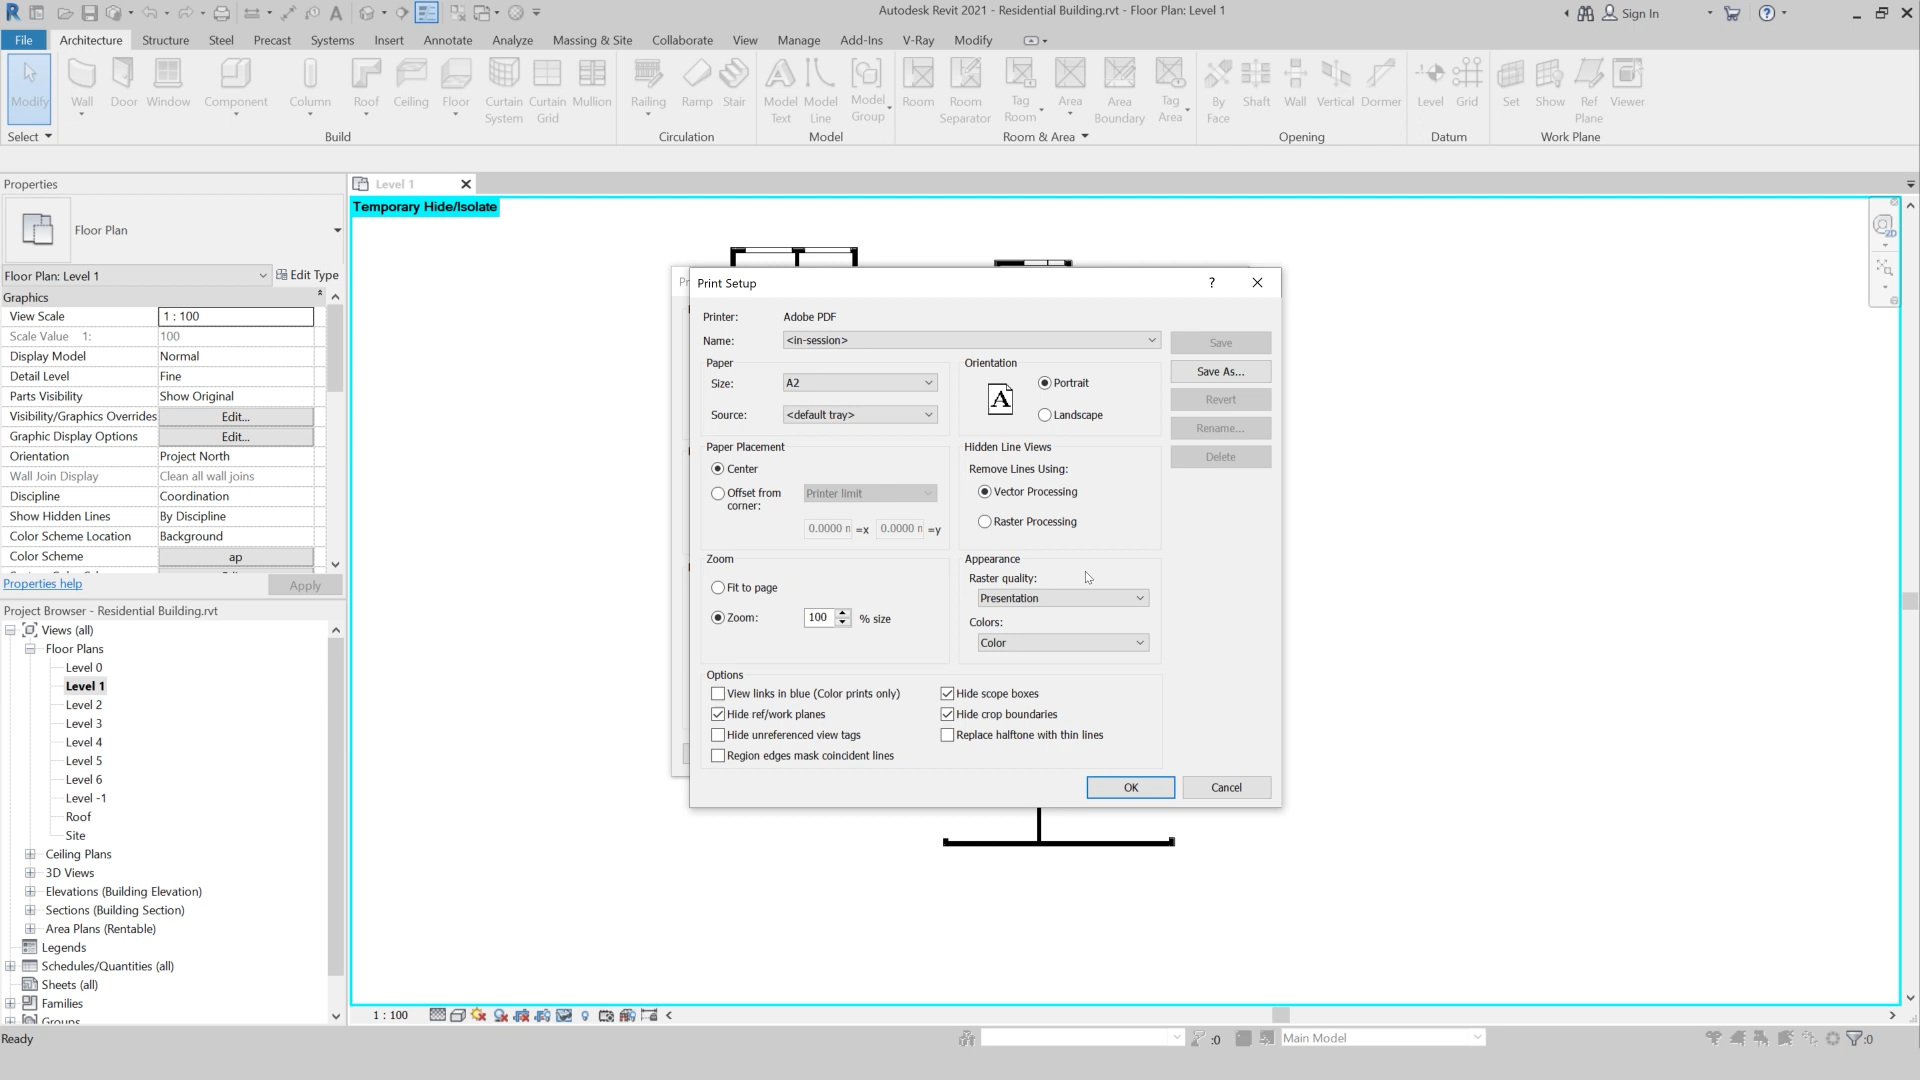 Autodesk Revit 2021 - Residential Building.rvt - Floor Plan: Level 1
Sign In
File Architecture Structure Steel Precast Systems Insert Annotate Analyze Massing & Site Collaborate View Manage Add-Ins V-Ray Modify
Modify
Wall
Door
Window
Component
Column
Roof
Ceiling
Floor
Curtain System
Curtain Grid
Mullion
Railing
Ramp
Stair
Model Text
Model Line
Model Group
Room
Room Separator
Tag Room
Area
Area Boundary
Tag Area
By Face
Shaft
Wall
Vertical
Dormer
Level
Grid
Set
Show
Ref Plane
Viewer
Select Build Circulation Model Room & Area Opening Datum Work Plane
Properties
Floor Plan
Floor Plan: Level 1 Edit Type
Graphics
View Scale 1 : 100
Scale Value 1: 100
Display Model Normal
Detail Level Fine
Parts Visibility Show Original
Visibility/Graphics Overrides Edit...
Graphic Display Options Edit...
Orientation Project North
Wall Join Display Clean all wall joins
Discipline Coordination
Show Hidden Lines By Discipline
Color Scheme Location Background
Color Scheme ap
Properties help Apply
Project Browser - Residential Building.rvt
Views (all)
Floor Plans
Level 0
Level 1
Level 2
Level 3
Level 4
Level 5
Level 6
Level -1
Roof
Site
Ceiling Plans
3D Views
Elevations (Building Elevation)
Sections (Building Section)
Area Plans (Rentable)
Legends
Schedules/Quantities (all)
Sheets (all)
Families
Groups
Ready
Level 1
Temporary Hide/Isolate
2D
Print Setup
?
Printer: Adobe PDF
Name: <in-session>
Paper
Size: A2
Source: <default tray>
Orientation
A
Portrait
Landscape
Save
Save As...
Revert
Rename...
Delete
Paper Placement
Center
Offset from corner:
Printer limit
0.0000 =x 0.0000 =y
Hidden Line Views
Remove Lines Using:
Vector Processing
Raster Processing
Zoom
Fit to page
Zoom: 100 % size
Appearance
Raster quality:
Presentation
Colors:
Color
Options
View links in blue (Color prints only)
Hide ref/work planes
Hide unreferenced view tags
Region edges mask coincident lines
Hide scope boxes
Hide crop boundaries
Replace halftone with thin lines
OK Cancel
1 : 100
:0
Main Model
:0